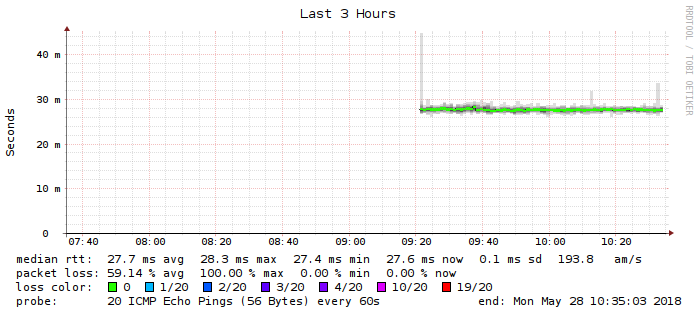 Last 3 Hours
RRDTOOL / TOBI OETIKER
Seconds
40 m
30 m
20 m
10 m
0
07:40 08:00 08:20 08:40 09:00 09:20 09:40 10:00 10:20
median rtt: 27.7 ms avg 28.3 ms max 27.4 ms min 27.6 ms now 0.1 ms sd 193.8 am/s
packet loss: 59.14 % avg 100.00 % max 0.00 % min 0.00 % now
loss color: 0 1/20 2/20 3/20 4/20 10/20 19/20
probe: 20 ICMP Echo Pings (56 Bytes) every 60s end: Mon May 28 10:35:03 2018